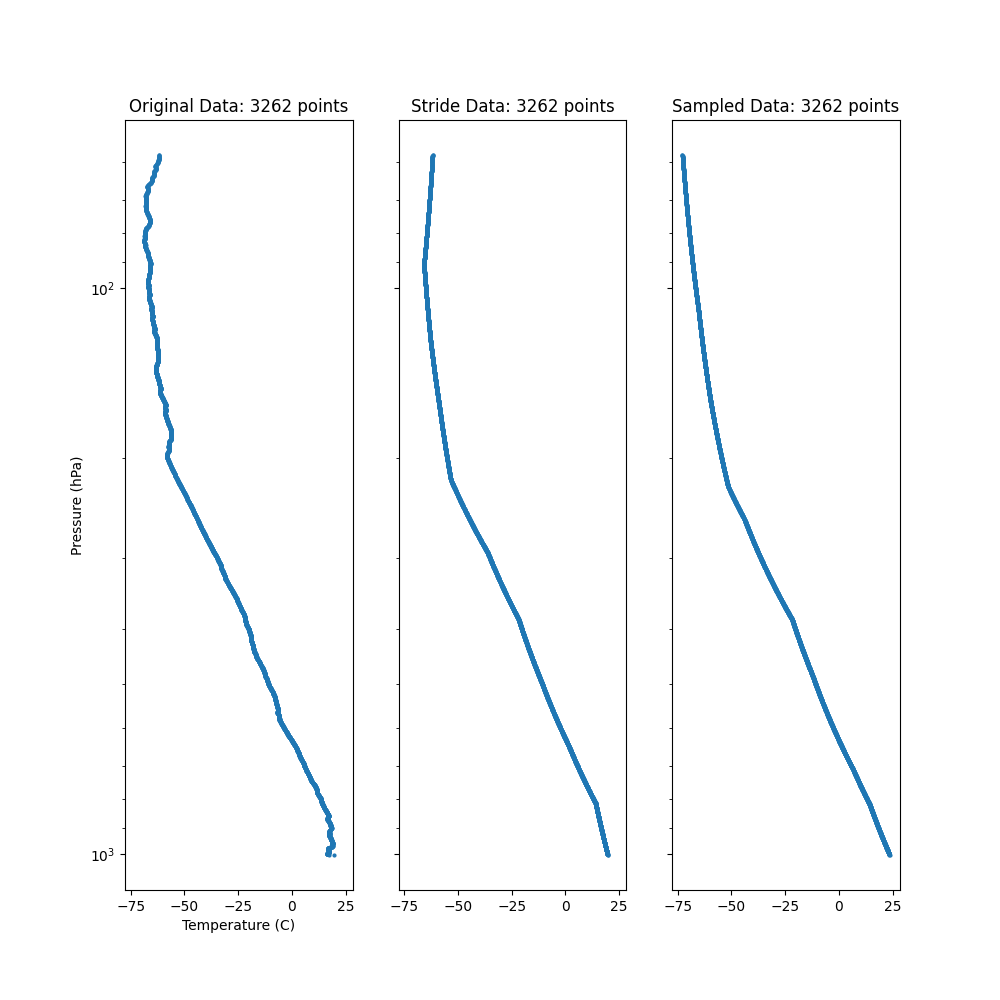 Original Data: 3262 points
Stride Data: 3262 points
Sampled Data: 3262 points
10²
10³
Pressure (hPa)
−75 −50 −25 0 25
−75 −50 −25 0 25
−75 −50 −25 0 25
Temperature (C)